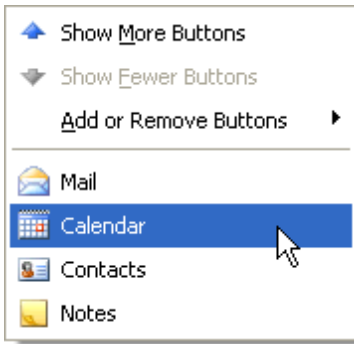 Show More Buttons
Show Fewer Buttons
Add or Remove Buttons
Mail
Calendar
Contacts
Notes